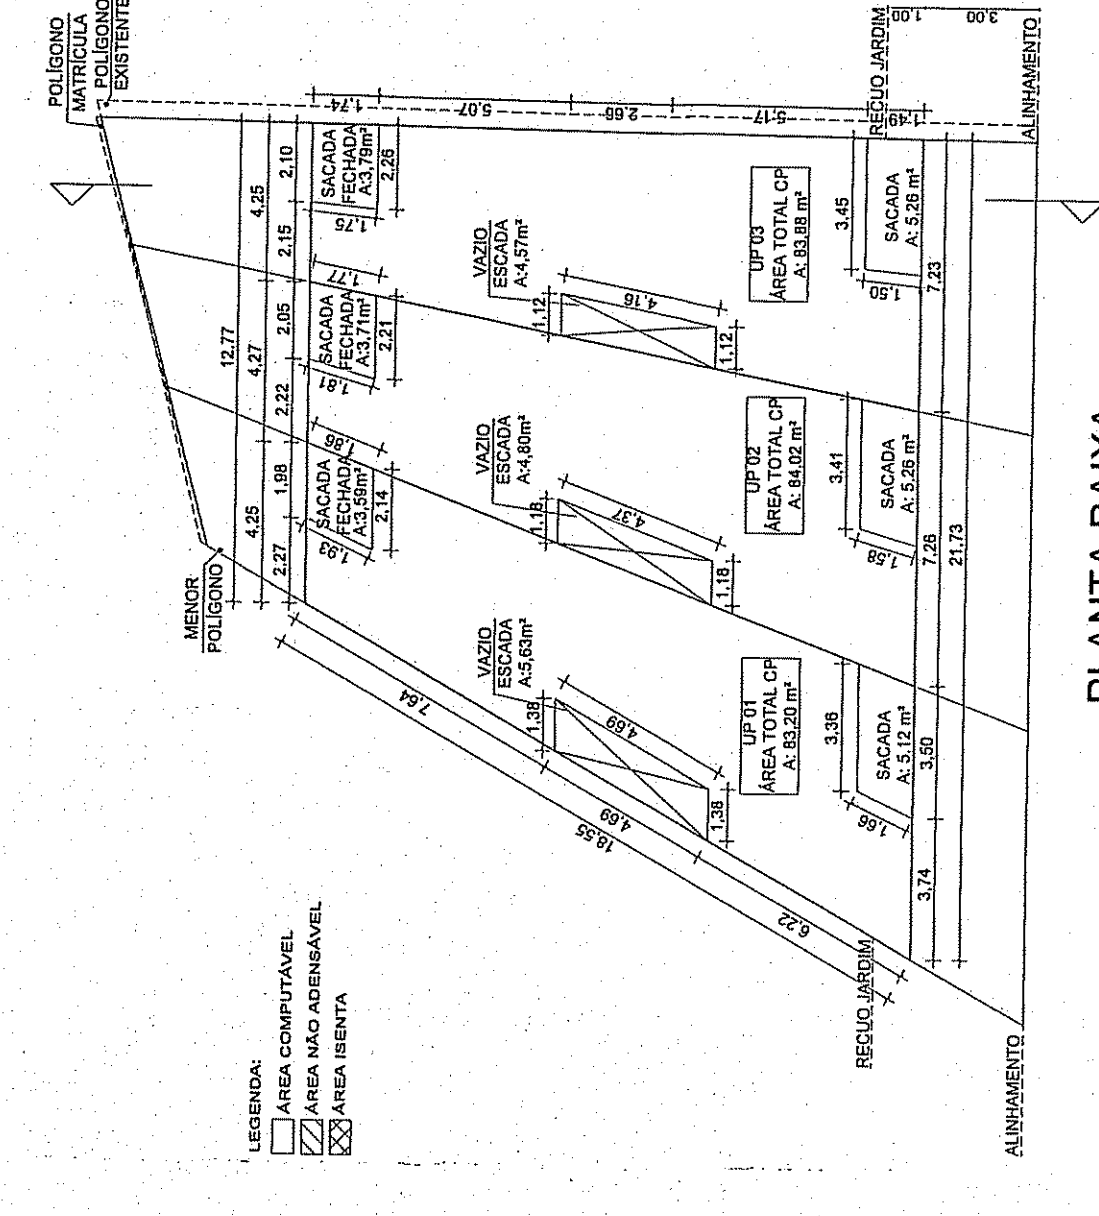 POLÍGONO
MATRÍCULA
POLÍGONO
EXISTENTE
RECUO JARDIM
1,00
3,00
ALINHAMENTO
1,74
5,07
2,66
5,17
1,49
12,77
4,25
4,27
4,25
2,10
2,15
2,05
2,22
1,98
2,27
SACADA
FECHADA
A:3,79m²
1,75
2,26
1,77
SACADA
FECHADA
A:3,71m²
1,81
2,21
1,86
SACADA
FECHADA
A:3,59m²
1,93
2,14
MENOR
POLÍGONO
VAZIO
ESCADA
A:4,57m²
1,12
4,16
1,12
VAZIO
ESCADA
A:4,80m²
1,18
4,37
1,18
VAZIO
ESCADA
A:5,63m²
1,38
4,69
1,38
7,64
4,69
6,22
18,55
UP 03
ÁREA TOTAL CP
A: 83,88 m²
UP 02
ÁREA TOTAL CP
A: 84,02 m²
UP 01
ÁREA TOTAL CP
A: 83,20 m²
3,45
SACADA
A: 5,26 m²
1,50
7,23
3,41
SACADA
A: 5,26 m²
1,58
7,26
21,73
3,36
SACADA
A: 5,12 m²
1,66
3,50
3,74
RECUO JARDIM
ALINHAMENTO
LEGENDA:
ÁREA COMPUTÁVEL
ÁREA NÃO ADENSÁVEL
ÁREA ISENTA
PLANTA BAIXA